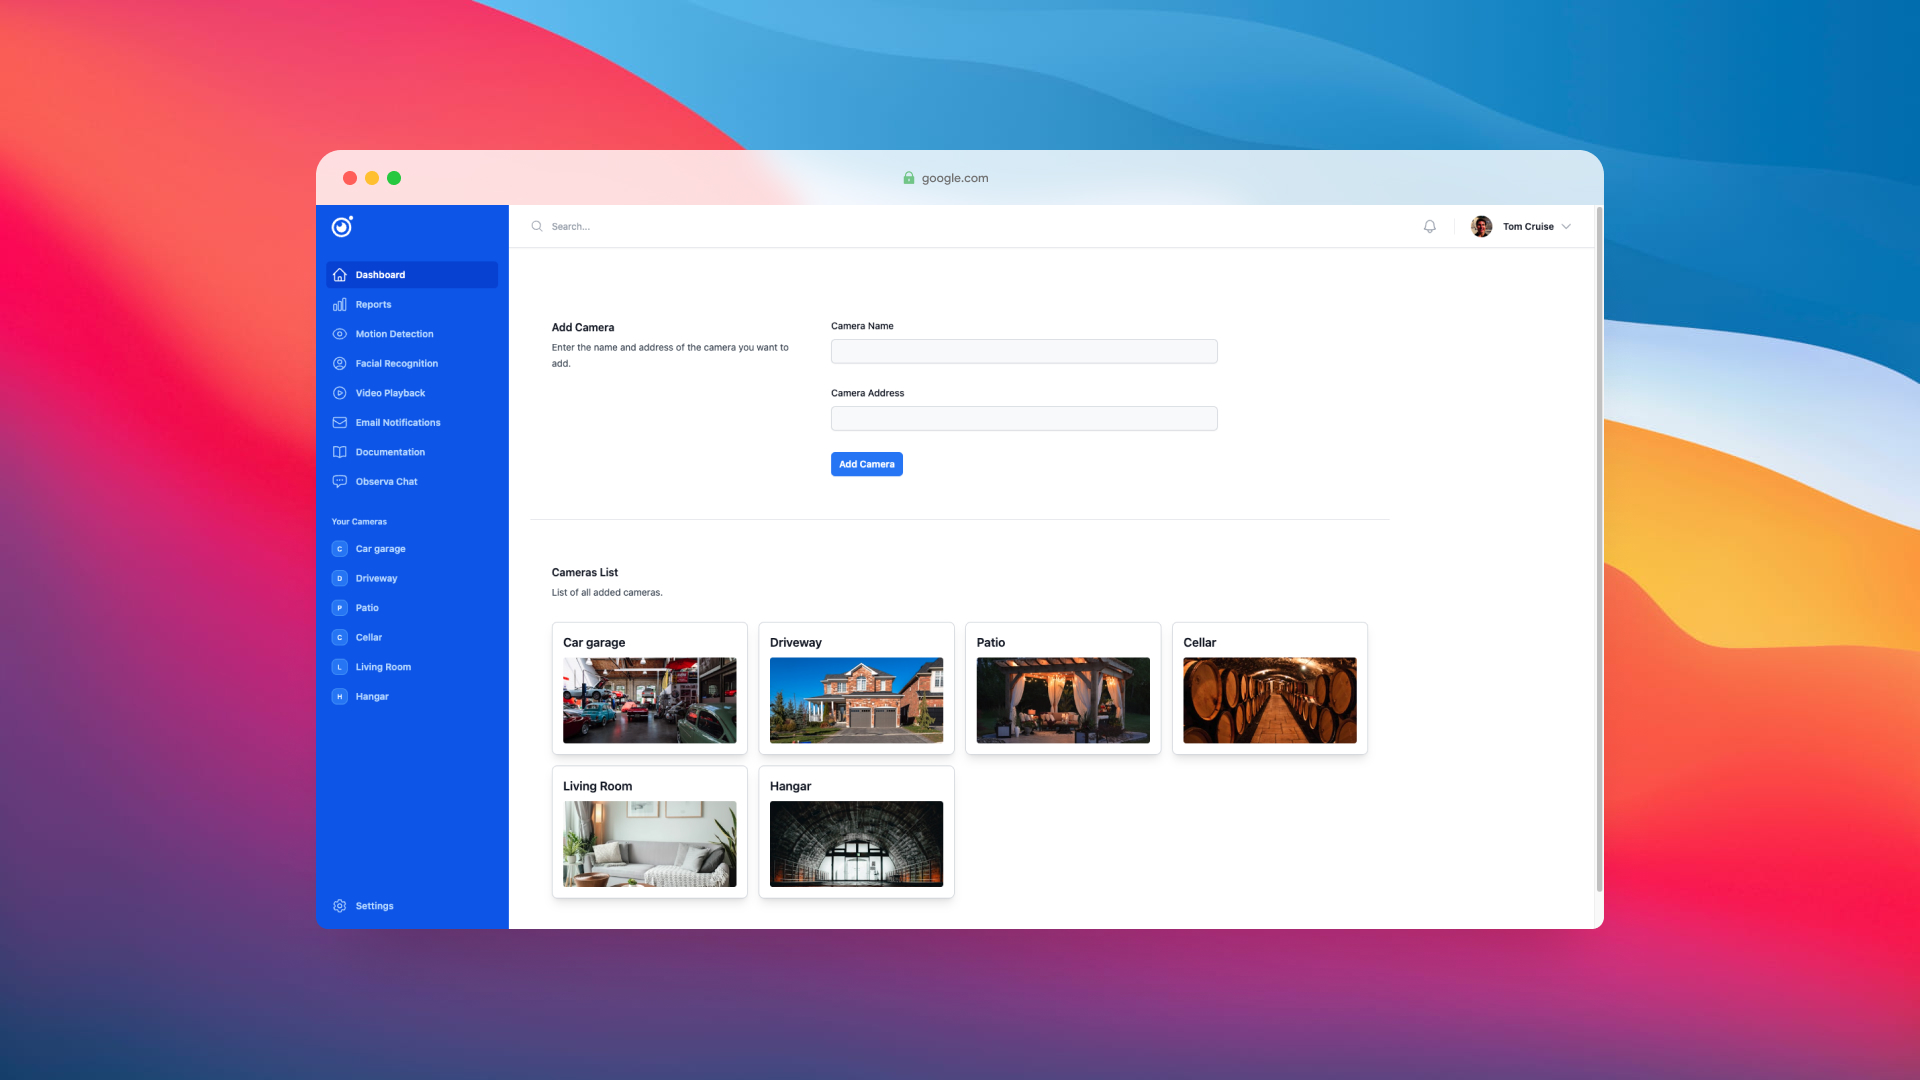 google.com
Search...
Tom Cruise
Dashboard
Reports
Motion Detection
Facial Recognition
Video Playback
Email Notifications
Documentation
Observa Chat
Your Cameras
C Car garage
D Driveway
P Patio
C Cellar
L Living Room
H Hangar
Settings
Add Camera
Enter the name and address of the camera you want to
add.
Camera Name
Camera Address
Add Camera
Cameras List
List of all added cameras.
Car garage
Driveway
Patio
Cellar
Living Room
Hangar